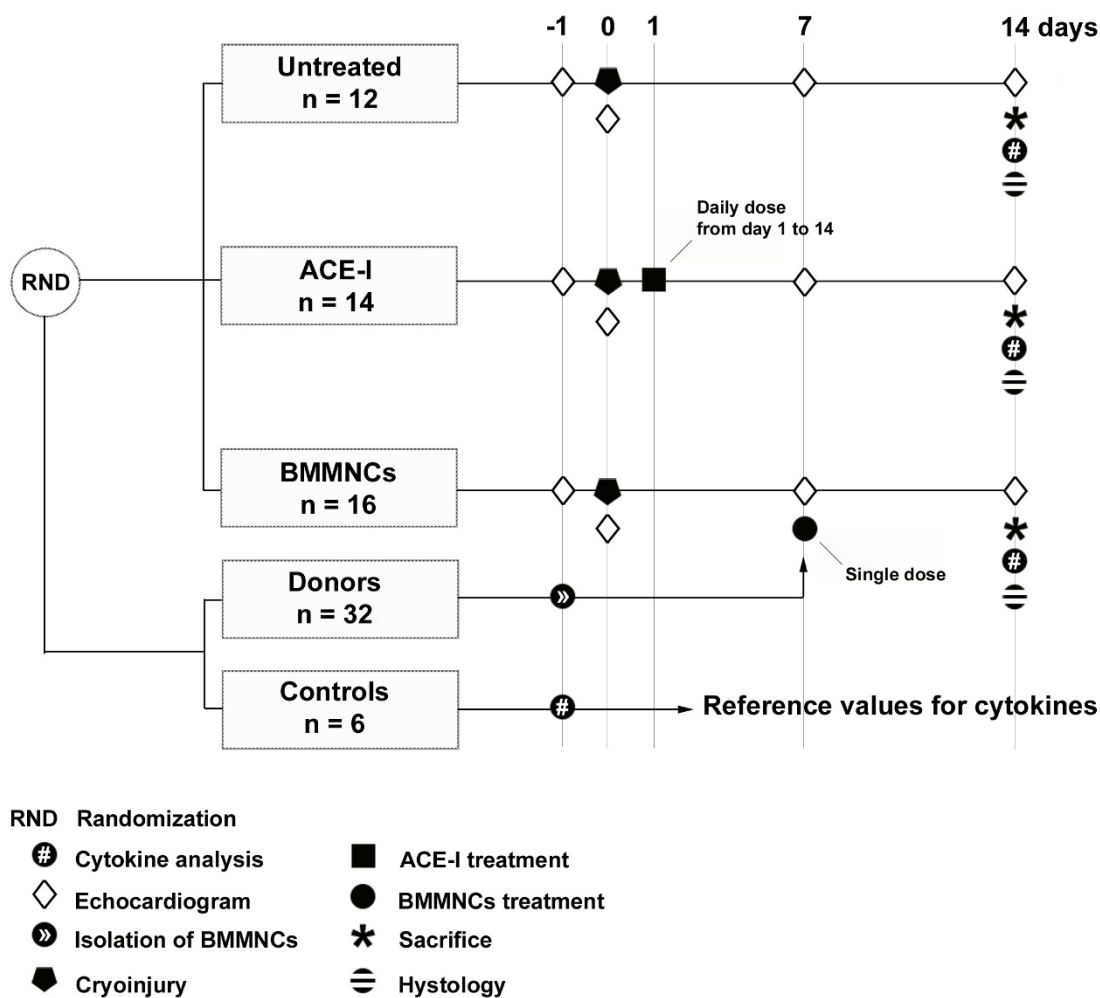 -1 0 1 7 14 days
Untreated
n = 12
#
Daily dose
from day 1 to 14
RND
ACE-I
n = 14
#
BMMNCs
n = 16
Single dose
#
Donors
n = 32
»
Controls
n = 6
#
Reference values for cytokines
RND Randomization
# Cytokine analysis
Echocardiogram
» Isolation of BMMNCs
Cryoinjury
ACE-I treatment
BMMNCs treatment
Sacrifice
Hystology